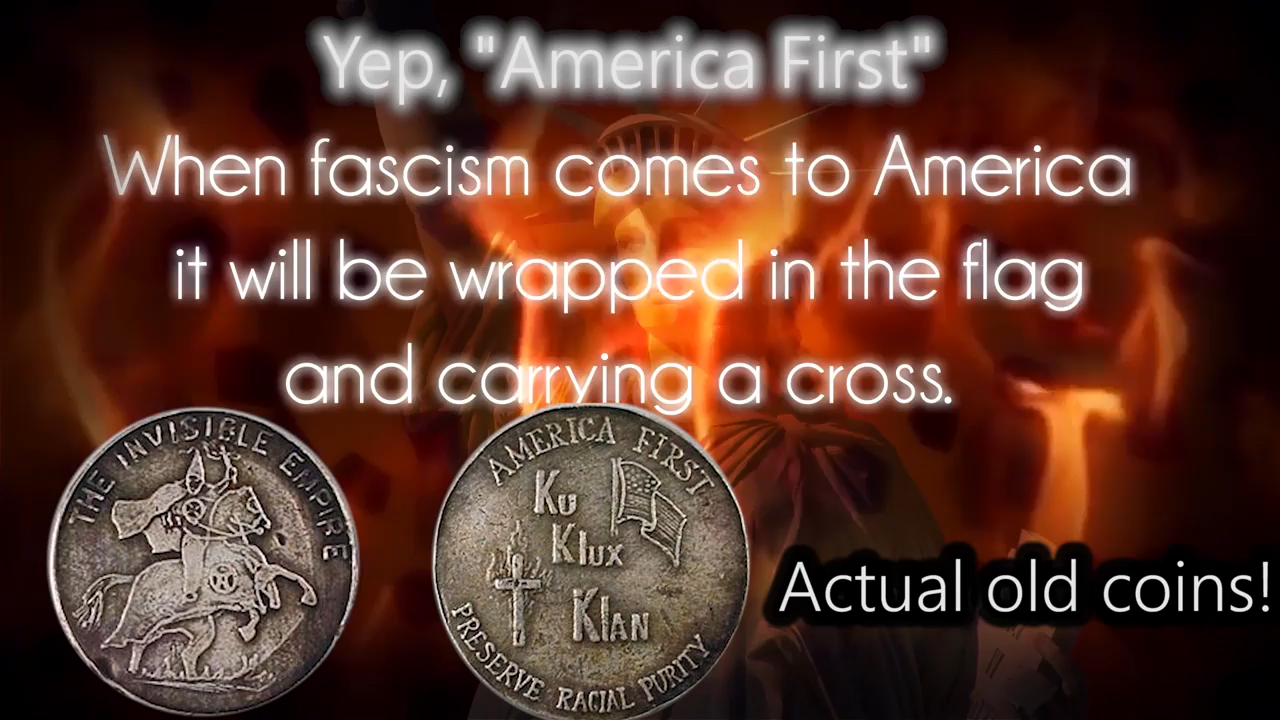 Yep, "America First"
When fascism comes to America
it will be wrapped in the flag
and carrying a cross.
THE INVISIBLE EMPIRE
AMERICA FIRST
Ku
Klux
Klan
PRESERVE RACIAL PURITY
Actual old coins!